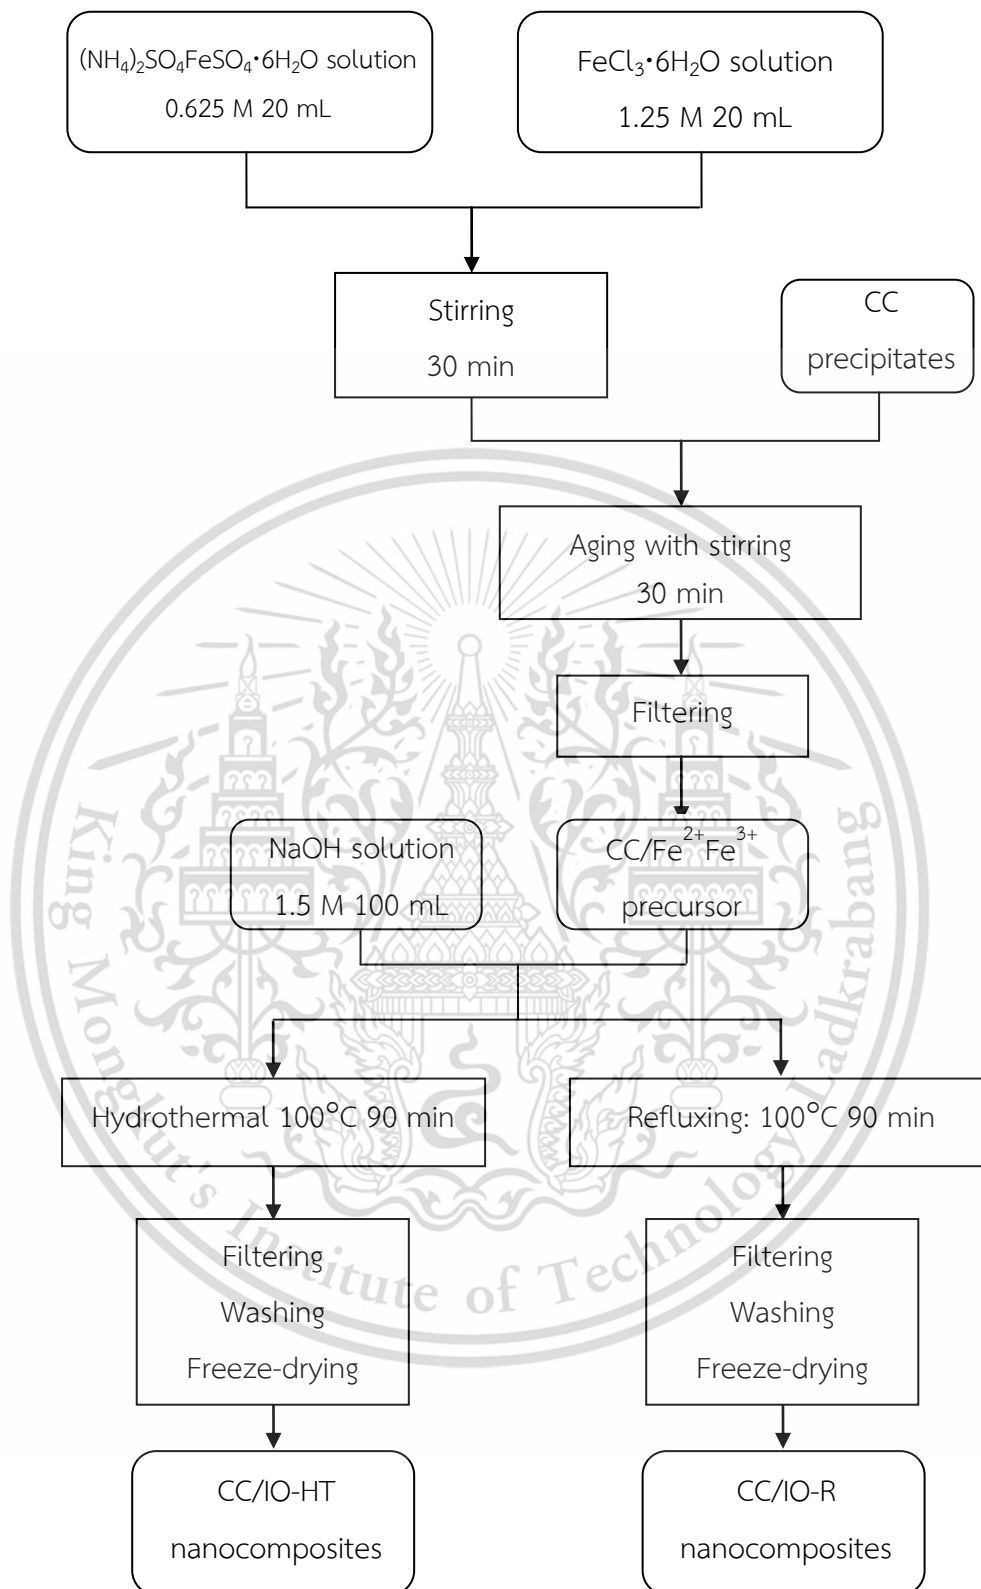 (NH₄)₂SO₄FeSO₄•6H₂O solution
0.625 M 20 mL
FeCl₃•6H₂O solution
1.25 M 20 mL
Stirring
30 min
CC
precipitates
Aging with stirring
30 min
Filtering
NaOH solution
1.5 M 100 mL
CC/Fe²⁺Fe³⁺
precursor
Hydrothermal 100°C 90 min
Refluxing: 100°C 90 min
Filtering
Washing
Freeze-drying
Filtering
Washing
Freeze-drying
CC/IO-HT
nanocomposites
CC/IO-R
nanocomposites
King Mongkut's Institute of Technology Ladkrabang